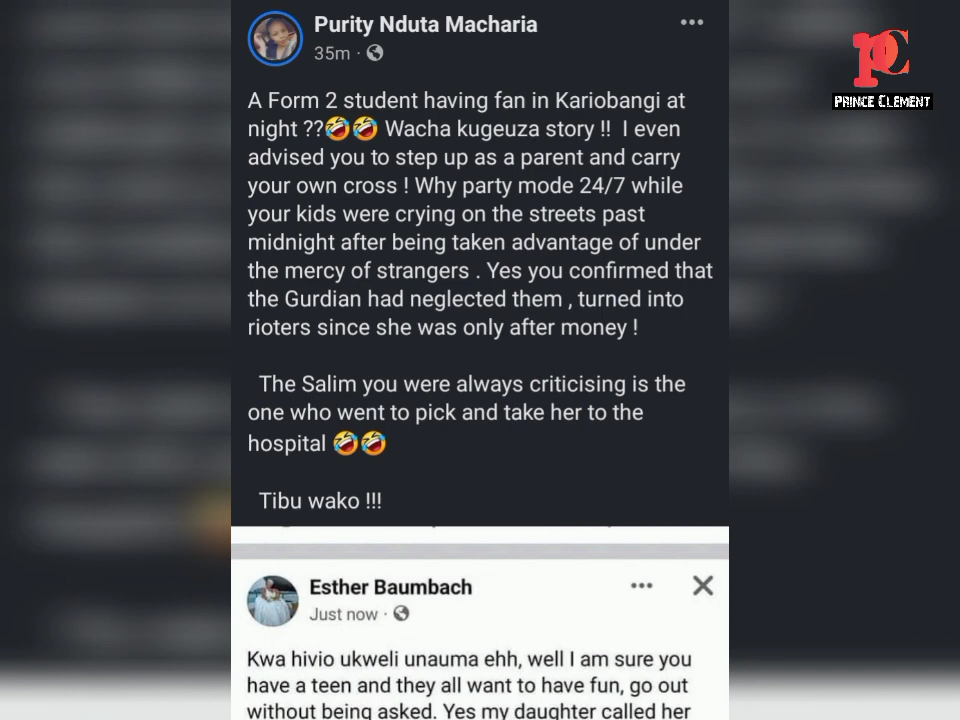 Purity Nduta Macharia
35m ·
A Form 2 student having fan in Kariobangi at
night ??🤣🤣 Wacha kugeuza story !! I even
advised you to step up as a parent and carry
your own cross ! Why party mode 24/7 while
your kids were crying on the streets past
midnight after being taken advantage of under
the mercy of strangers . Yes you confirmed that
the Gurdian had neglected them , turned into
rioters since she was only after money !
The Salim you were always criticising is the
one who went to pick and take her to the
hospital 🤣🤣
Tibu wako !!!
Esther Baumbach
Just now ·
Kwa hivio ukweli unauma ehh, well I am sure you
have a teen and they all want to have fun, go out
without being asked. Yes my daughter called her
PC
PRINCE CLEMENT